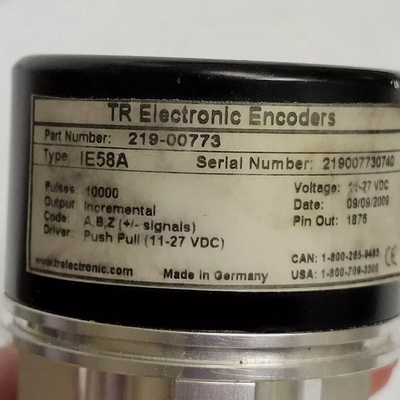 TR Electronic Encoders
Part Number: 219-00773
Type: IE58A Serial Number: 219007730740
Pulses: 10000 Voltage: 11-27 VDC
Output: Incremental Date: 09/09/2009
Code: A,B,Z (+/- signals) Pin Out: 1876
Driver: Push Pull (11-27 VDC)
CAN: 1-800-265-9483
www.trelectronic.com Made in Germany USA: 1-800-709-3300
CE